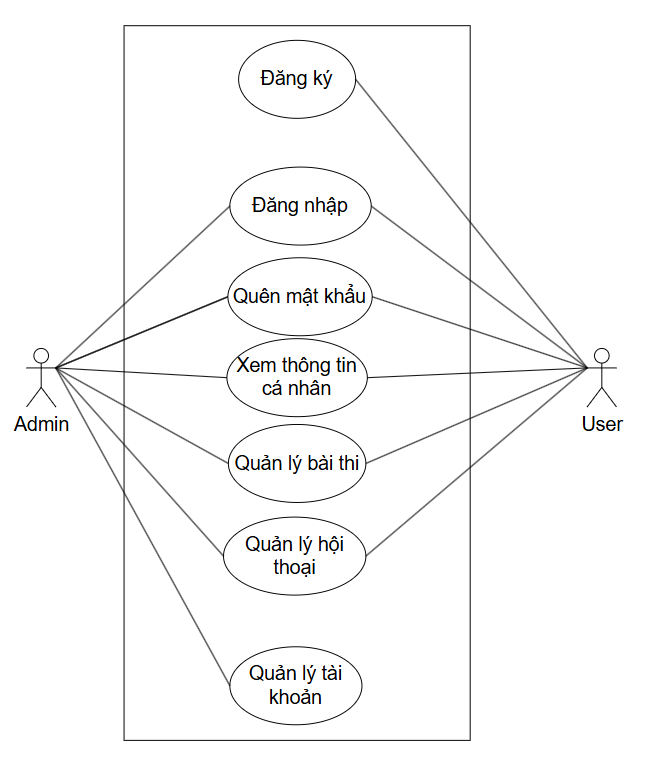 Đăng ký
Đăng nhập
Quên mật khẩu
Xem thông tin
cá nhân
Admin
User
Quản lý bài thi
Quản lý hội
thoại
Quản lý tài
khoản